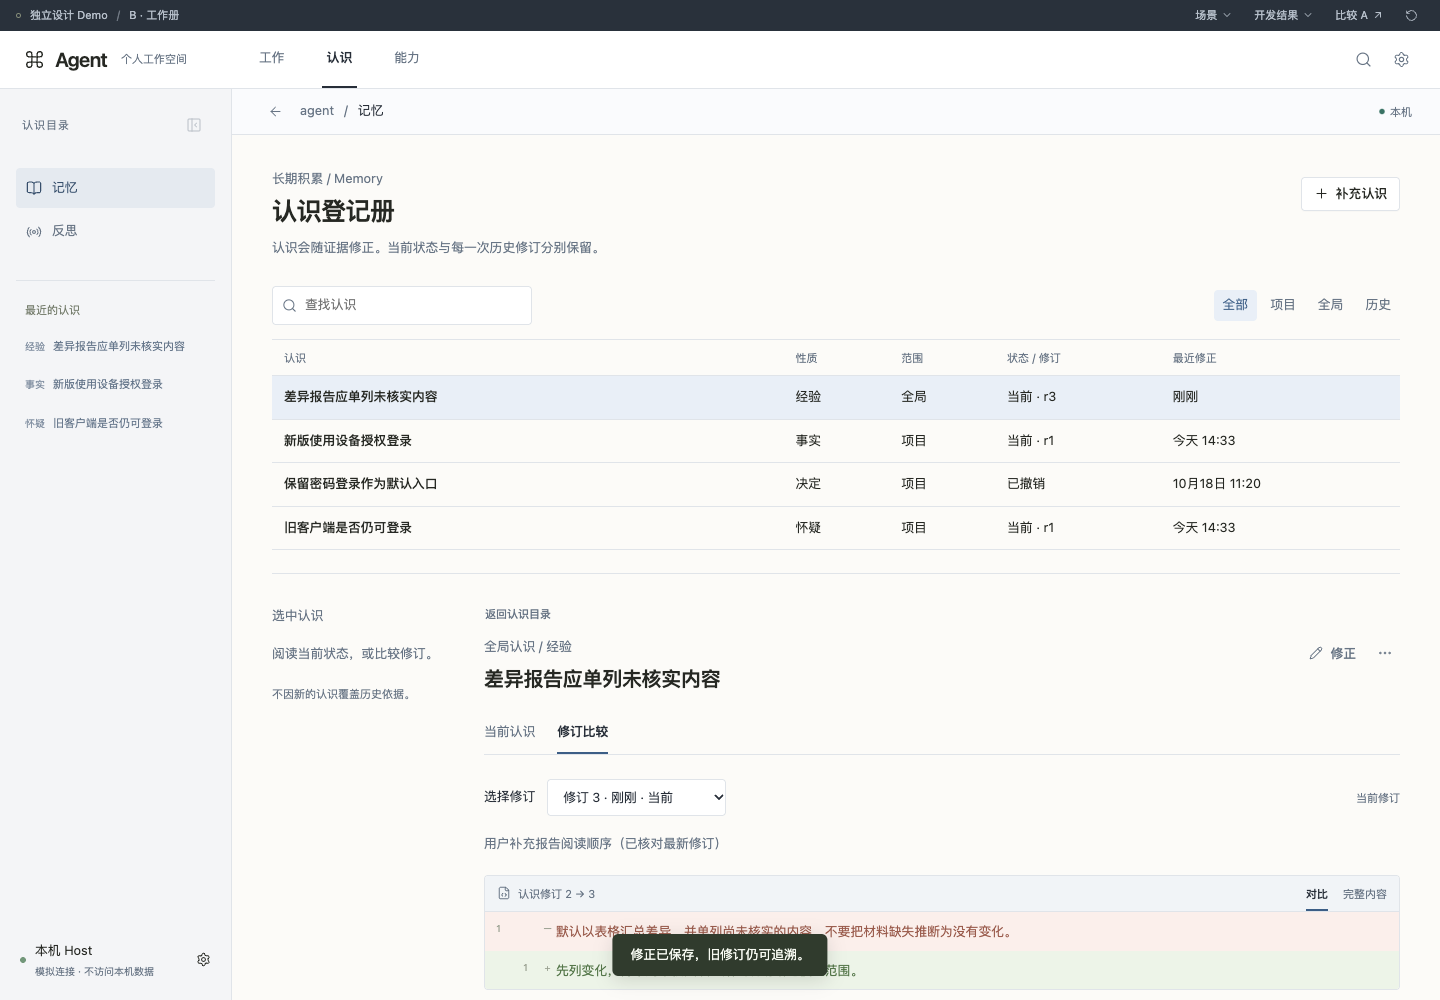 独立设计 Demo / B · 工作册
场景
开发结果
比较 A
Agent
个人工作空间
工作
认识
能力
认识目录
agent / 记忆
本机
记忆
反思
最近的认识
经验 差异报告应单列未核实内容
事实 新版使用设备授权登录
怀疑 旧客户端是否仍可登录
本机 Host
模拟连接 · 不访问本机数据
长期积累 / Memory
认识登记册
认识会随证据修正。当前状态与每一次历史修订分别保留。
补充认识
查找认识
全部 项目 全局 历史
认识 性质 范围 状态 / 修订 最近修正
差异报告应单列未核实内容 经验 全局 当前 · r3 刚刚
新版使用设备授权登录 事实 项目 当前 · r1 今天 14:33
保留密码登录作为默认入口 决定 项目 已撤销 10月18日 11:20
旧客户端是否仍可登录 怀疑 项目 当前 · r1 今天 14:33
选中认识
阅读当前状态，或比较修订。
不因新的认识覆盖历史依据。
返回认识目录
全局认识 / 经验
差异报告应单列未核实内容
修正
当前认识 修订比较
选择修订 修订 3 · 刚刚 · 当前
当前修订
用户补充报告阅读顺序（已核对最新修订）
认识修订 2 → 3
对比 完整内容
1 − 默认以表格汇总差异，并单列尚未核实的内容，不要把材料缺失推断为没有变化。
1 + 先列变化，
范围。
修正已保存，旧修订仍可追溯。